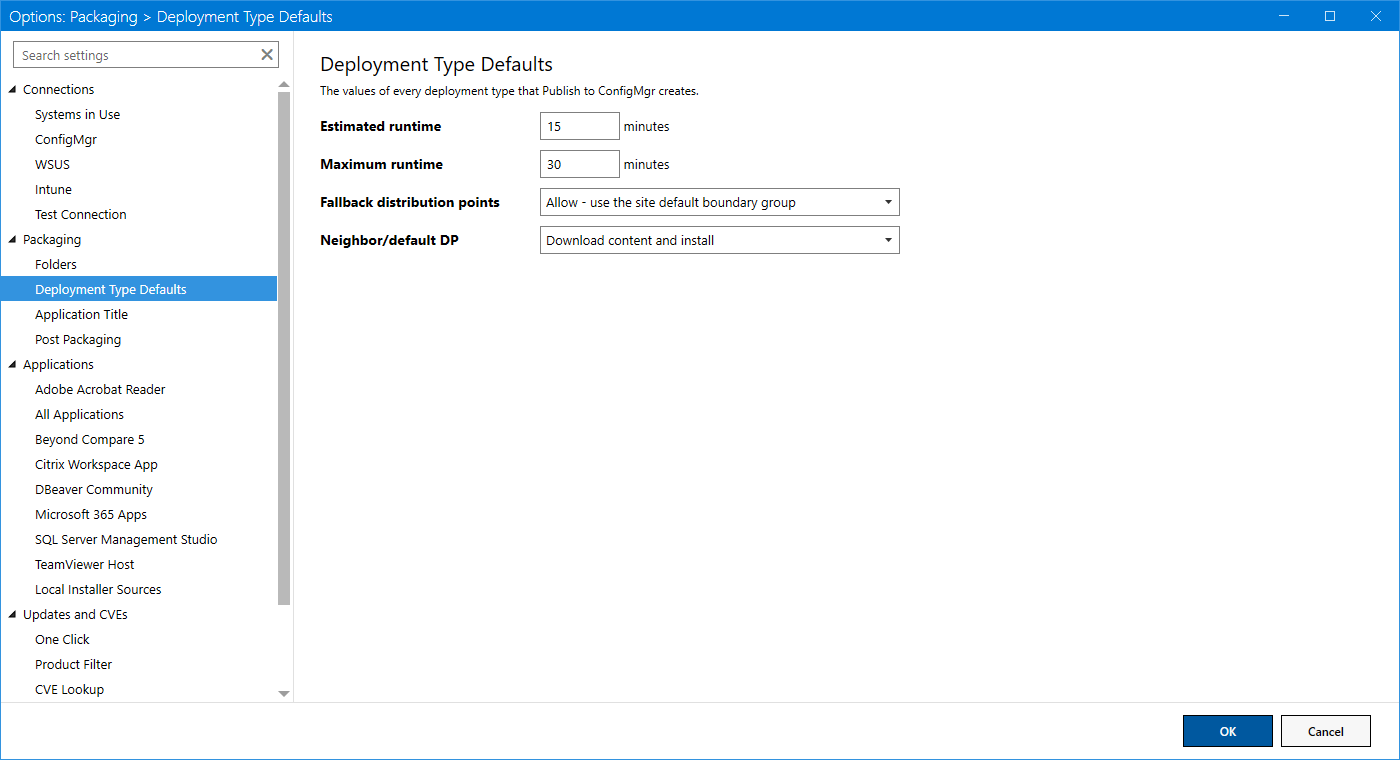 Options: Packaging > Deployment Type Defaults
Search settings
Connections
Systems in Use
ConfigMgr
WSUS
Intune
Test Connection
Packaging
Folders
Deployment Type Defaults
Application Title
Post Packaging
Applications
Adobe Acrobat Reader
All Applications
Beyond Compare 5
Citrix Workspace App
DBeaver Community
Microsoft 365 Apps
SQL Server Management Studio
TeamViewer Host
Local Installer Sources
Updates and CVEs
One Click
Product Filter
CVE Lookup
Deployment Type Defaults
The values of every deployment type that Publish to ConfigMgr creates.
Estimated runtime 15 minutes
Maximum runtime 30 minutes
Fallback distribution points Allow - use the site default boundary group
Neighbor/default DP Download content and install
OK Cancel